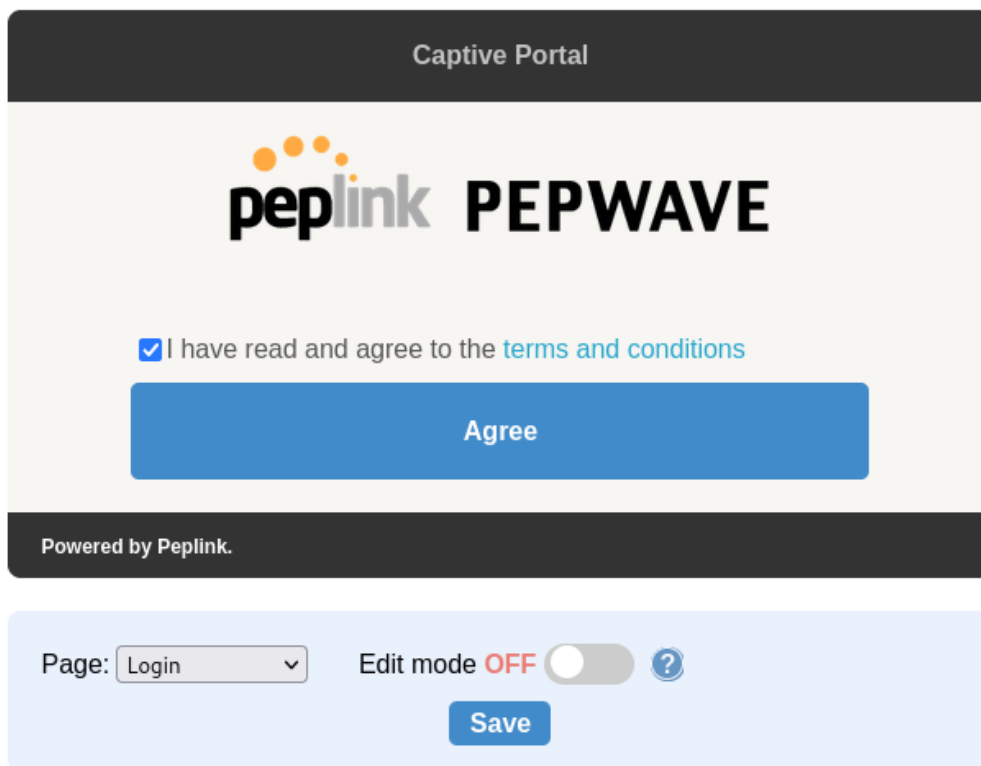 Captive Portal
peplink PEPWAVE
I have read and agree to the terms and conditions
Agree
Powered by Peplink.
Page: Login Edit mode OFF ?
Save